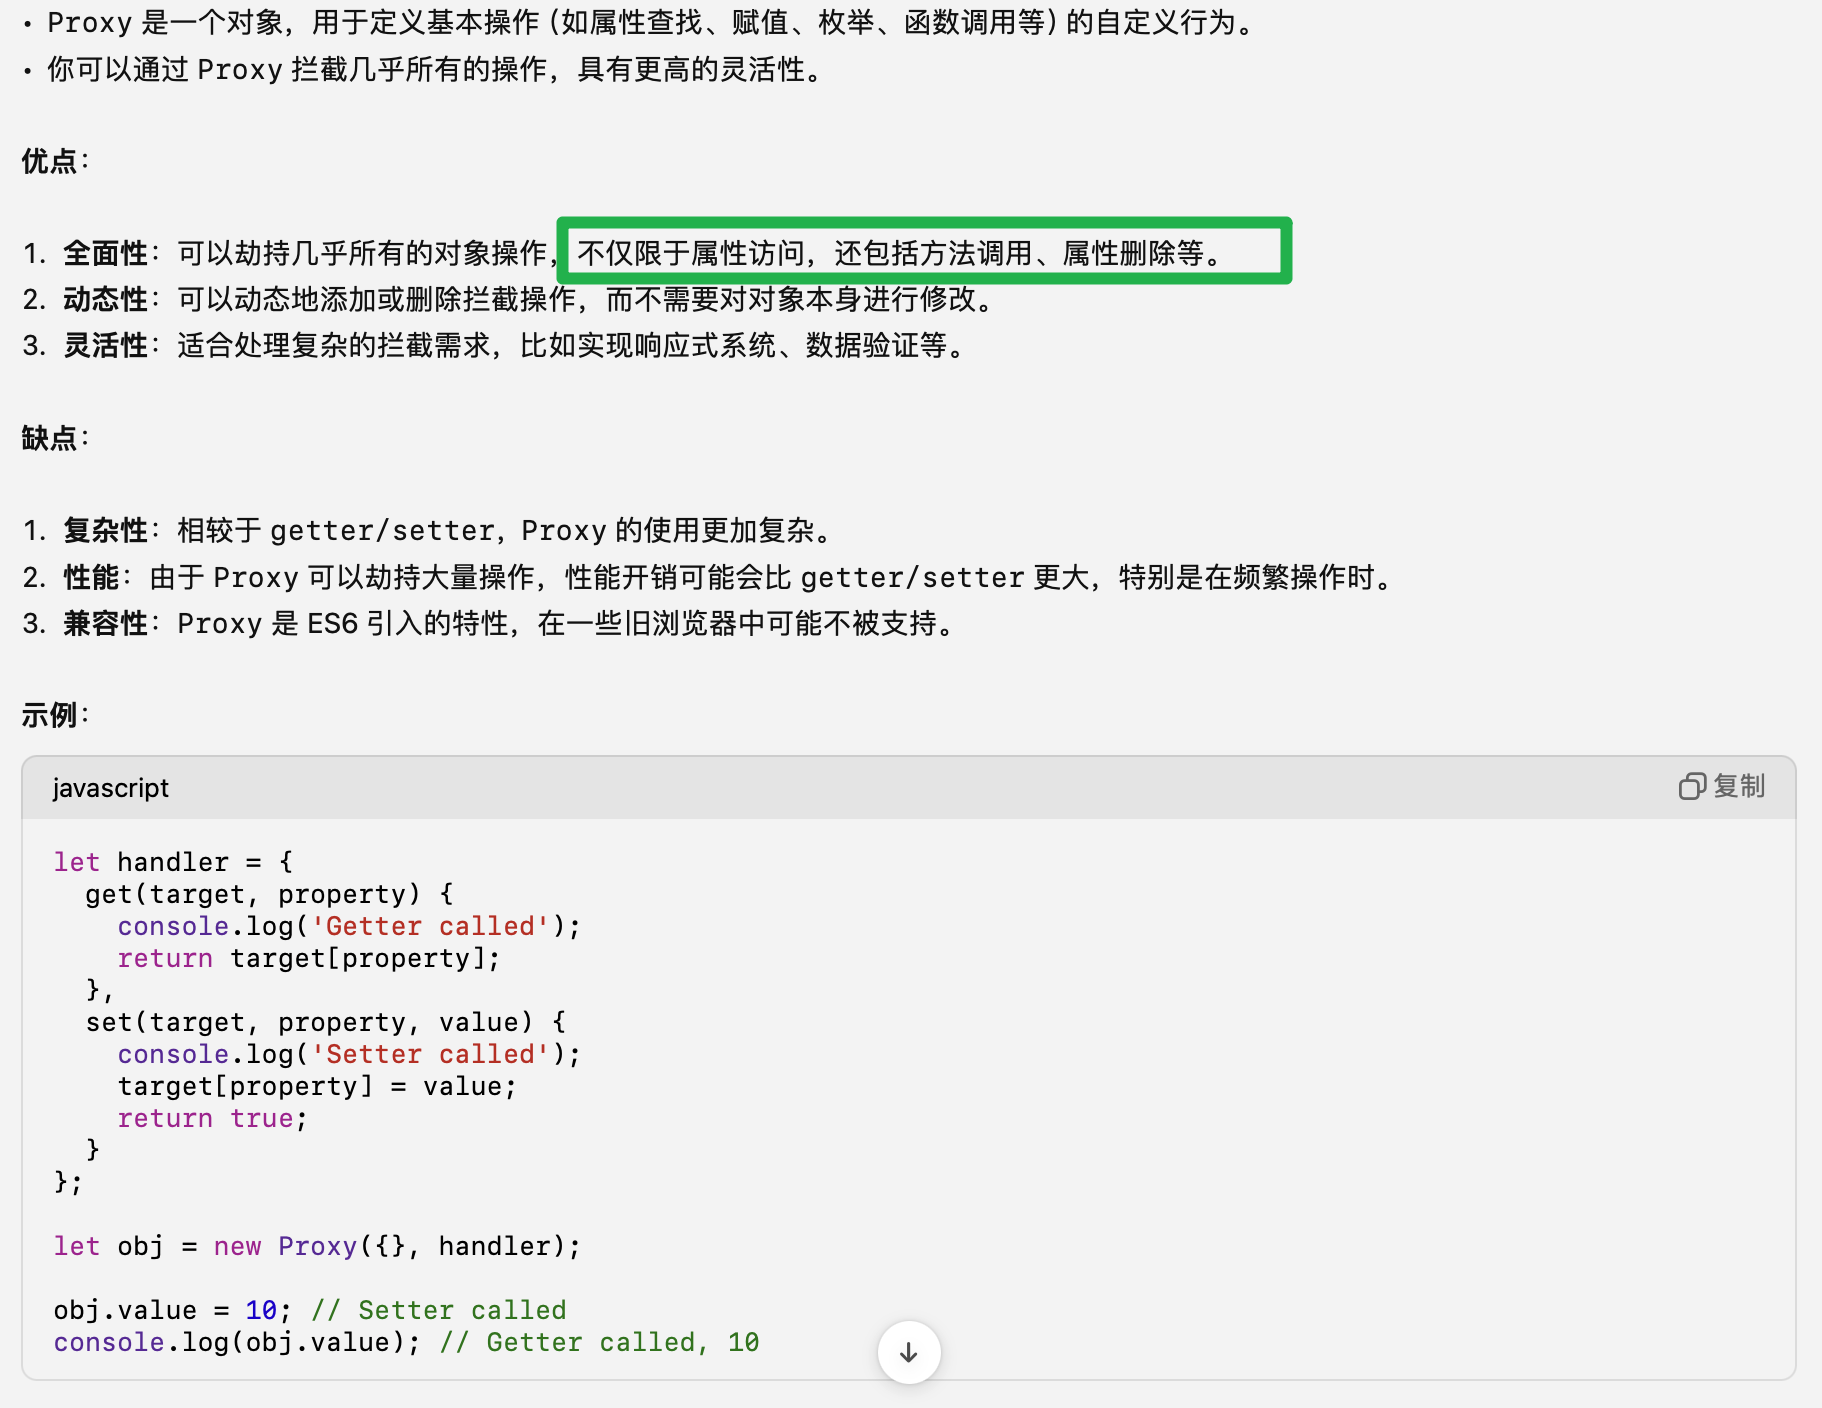 • Proxy 是一个对象，用于定义基本操作（如属性查找、赋值、枚举、函数调用等）的自定义行为。
• 你可以通过 Proxy 拦截几乎所有的操作，具有更高的灵活性。
优点：
1. 全面性：可以劫持几乎所有的对象操作，不仅限于属性访问，还包括方法调用、属性删除等。
2. 动态性：可以动态地添加或删除拦截操作，而不需要对对象本身进行修改。
3. 灵活性：适合处理复杂的拦截需求，比如实现响应式系统、数据验证等。
缺点：
1. 复杂性：相较于 getter/setter，Proxy 的使用更加复杂。
2. 性能：由于 Proxy 可以劫持大量操作，性能开销可能会比 getter/setter 更大，特别是在频繁操作时。
3. 兼容性：Proxy 是 ES6 引入的特性，在一些旧浏览器中可能不被支持。
示例：
javascript 复制
let handler = {
  get(target, property) {
    console.log('Getter called');
    return target[property];
  },
  set(target, property, value) {
    console.log('Setter called');
    target[property] = value;
    return true;
  }
};
let obj = new Proxy({}, handler);
obj.value = 10; // Setter called
console.log(obj.value); // Getter called, 10